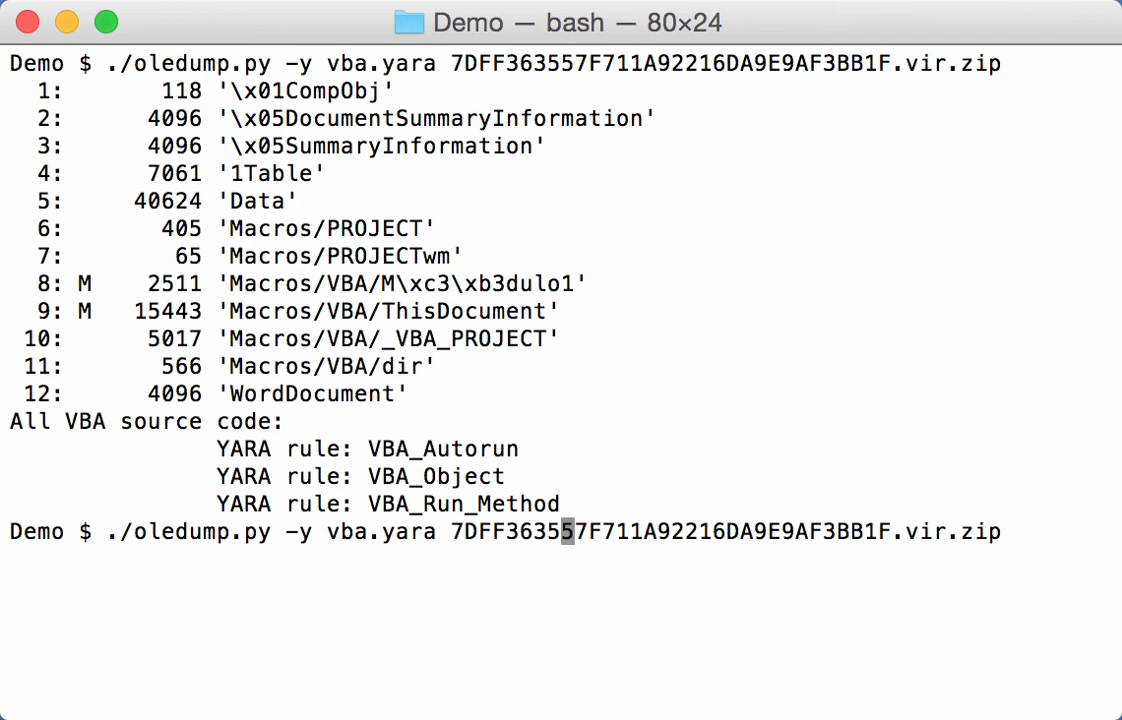 Demo — bash — 80×24
Demo $ ./oledump.py -y vba.yara 7DFF363557F711A92216DA9E9AF3BB1F.vir.zip
  1:       118 '\x01CompObj'
  2:      4096 '\x05DocumentSummaryInformation'
  3:      4096 '\x05SummaryInformation'
  4:      7061 '1Table'
  5:     40624 'Data'
  6:       405 'Macros/PROJECT'
  7:        65 'Macros/PROJECTwm'
  8: M    2511 'Macros/VBA/M\xc3\xb3dulo1'
  9: M   15443 'Macros/VBA/ThisDocument'
 10:      5017 'Macros/VBA/_VBA_PROJECT'
 11:       566 'Macros/VBA/dir'
 12:      4096 'WordDocument'
All VBA source code:
               YARA rule: VBA_Autorun
               YARA rule: VBA_Object
               YARA rule: VBA_Run_Method
Demo $ ./oledump.py -y vba.yara 7DFF363557F711A92216DA9E9AF3BB1F.vir.zip